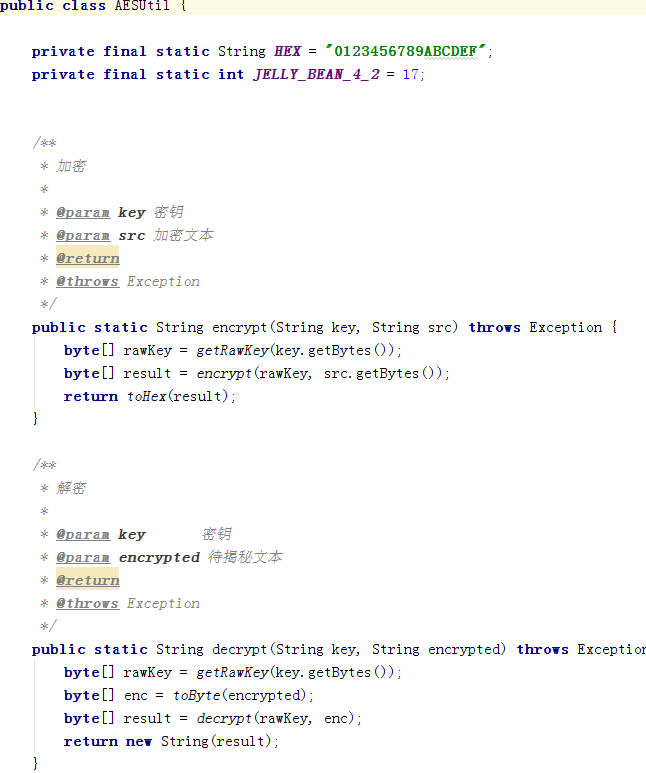 public class AESUtil {
private final static String HEX = "0123456789ABCDEF";
private final static int JELLY_BEAN_4_2 = 17;
/**
* 加密
*
* @param key 密钥
* @param src 加密文本
* @return
* @throws Exception
*/
public static String encrypt(String key, String src) throws Exception {
byte[] rawKey = getRawKey(key.getBytes());
byte[] result = encrypt(rawKey, src.getBytes());
return toHex(result);
}
/**
* 解密
*
* @param key 密钥
* @param encrypted 待揭秘文本
* @return
* @throws Exception
*/
public static String decrypt(String key, String encrypted) throws Exception
byte[] rawKey = getRawKey(key.getBytes());
byte[] enc = toByte(encrypted);
byte[] result = decrypt(rawKey, enc);
return new String(result);
}